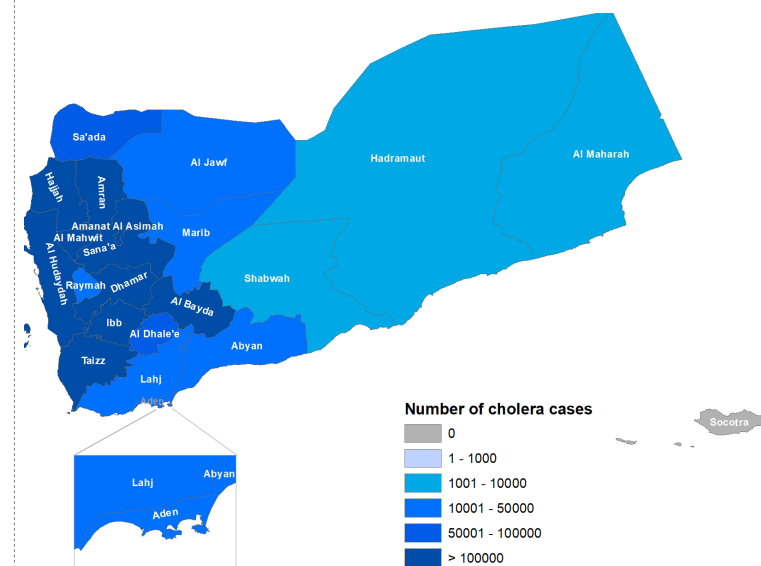 Sa'ada
Al Jawf
Hadramaut
Al Maharah
Hajjah
Amran
Amanat Al Asimah
Al Mahwit
Sana'a
Marib
Al Hudaydah
Raymah
Dhamar
Shabwah
Al Bayda
Ibb
Al Dhale'e
Taizz
Abyan
Lahj
Aden
Socotra
Lahj
Abyan
Aden
Number of cholera cases
0
1 - 1000
1001 - 10000
10001 - 50000
50001 - 100000
> 100000